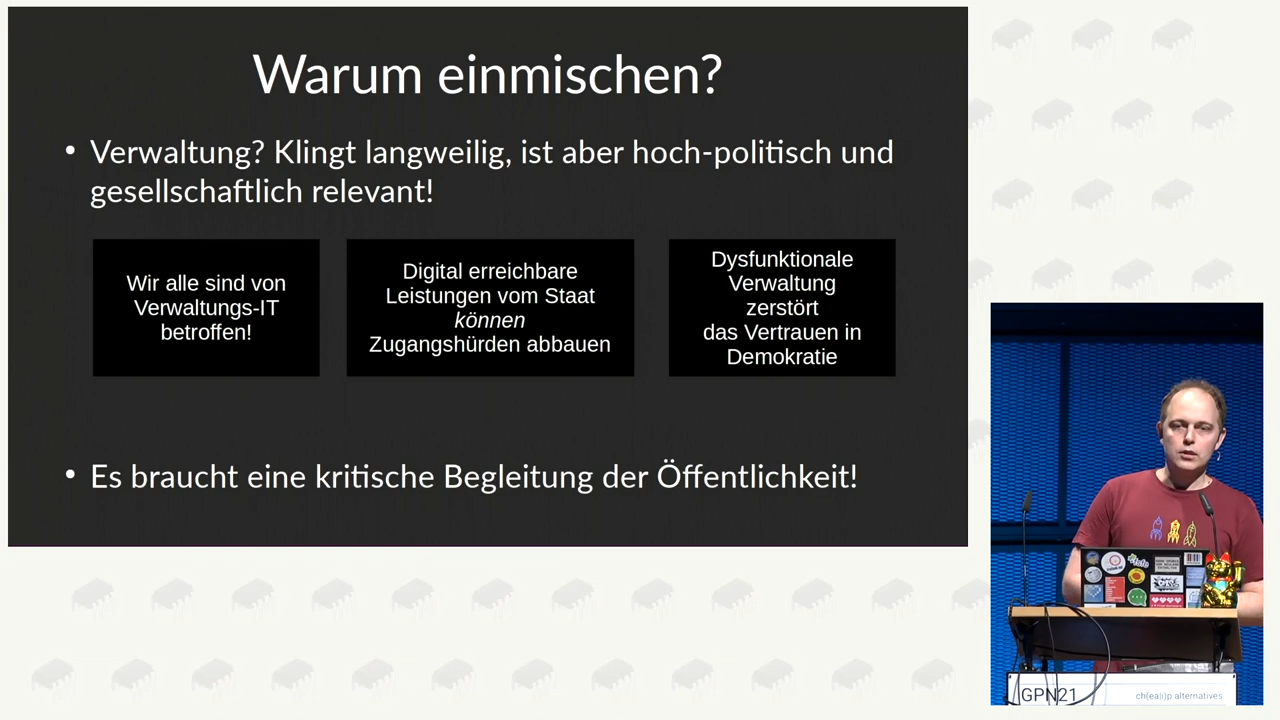 Warum einmischen?
• Verwaltung? Klingt langweilig, ist aber hoch-politisch und
gesellschaftlich relevant!
Wir alle sind von
Verwaltungs-IT
betroffen!
Digital erreichbare
Leistungen vom Staat
können
Zugangshürden abbauen
Dysfunktionale
Verwaltung
zerstört
das Vertrauen in
Demokratie
• Es braucht eine kritische Begleitung der Öffentlichkeit!
GPN21
ch(ea|i)p alternatives